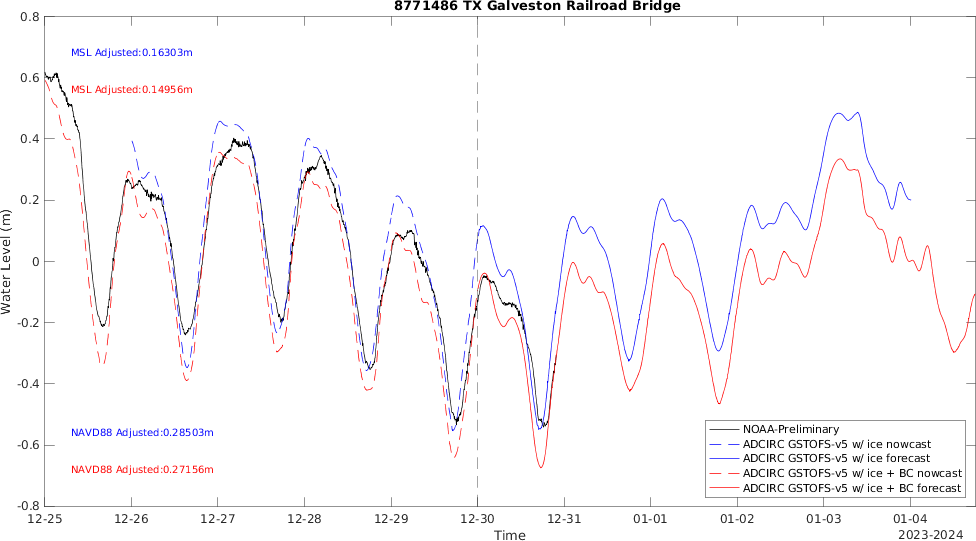 8771486 TX Galveston Railroad Bridge
0.8
0.6
0.4
0.2
0
-0.2
-0.4
-0.6
-0.8
Water Level (m)
MSL Adjusted:0.16303m
MSL Adjusted:0.14956m
NAVD88 Adjusted:0.28503m
NAVD88 Adjusted:0.27156m
NOAA-Preliminary
ADCIRC GSTOFS-v5 w/ ice nowcast
ADCIRC GSTOFS-v5 w/ ice forecast
ADCIRC GSTOFS-v5 w/ ice + BC nowcast
ADCIRC GSTOFS-v5 w/ ice + BC forecast
12-25 12-26 12-27 12-28 12-29 12-30 12-31 01-01 01-02 01-03 01-04
Time
2023-2024